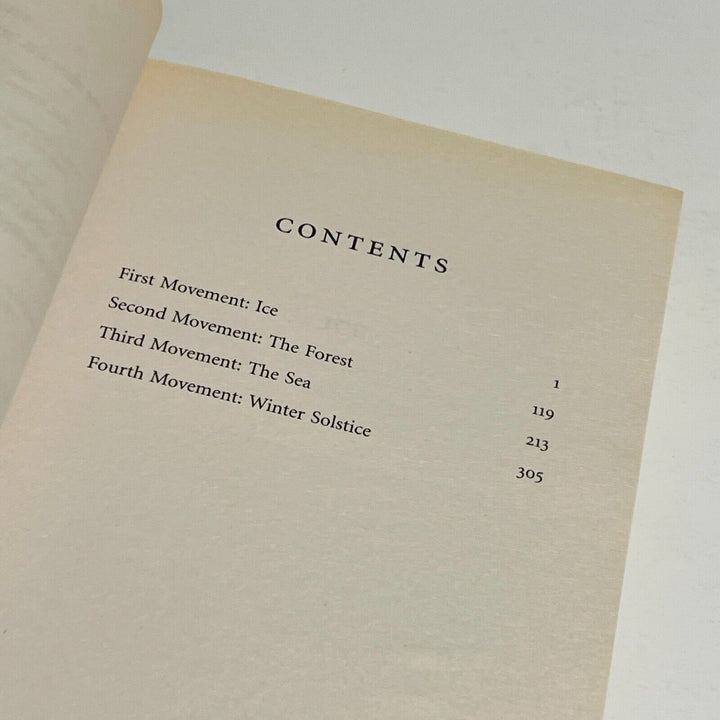 CONTENTS
First Movement: Ice 1
Second Movement: The Forest 119
Third Movement: The Sea 213
Fourth Movement: Winter Solstice 305